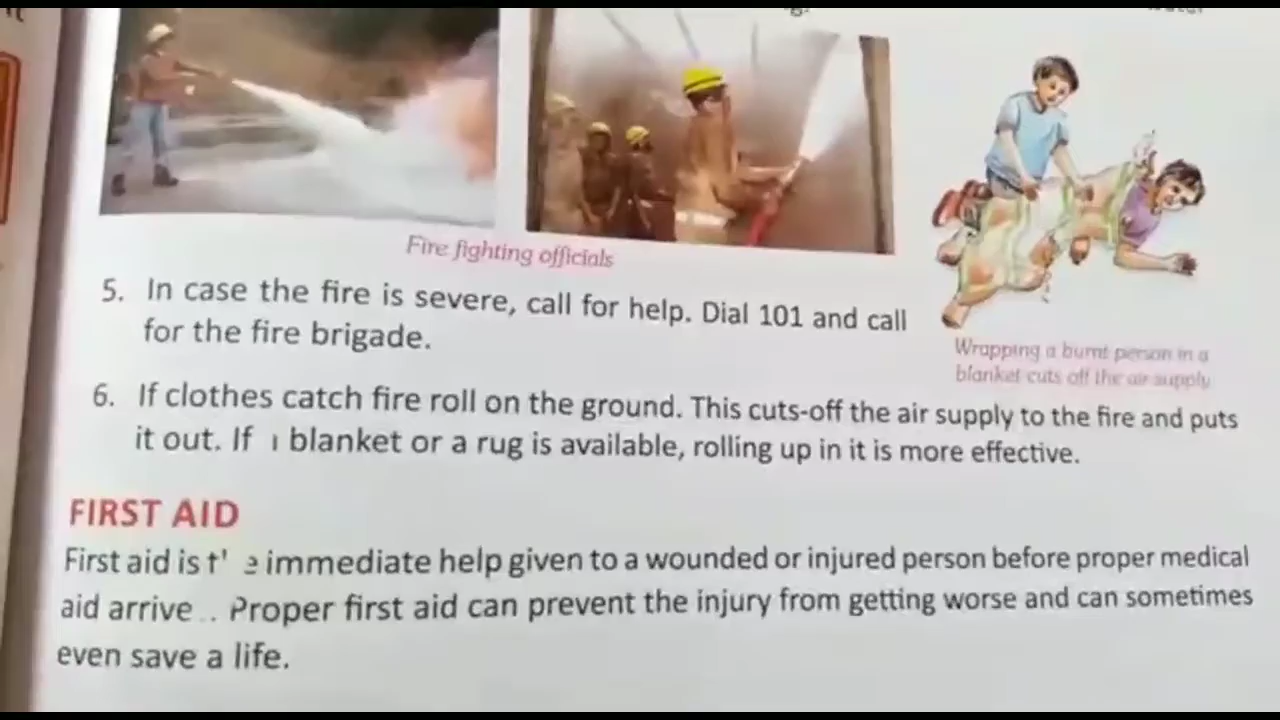 Fire fighting officials
5. In case the fire is severe, call for help. Dial 101 and call
for the fire brigade.
Wrapping a burnt person in a
blanket cuts off the air supply
6. If clothes catch fire roll on the ground. This cuts-off the air supply to the fire and puts
it out. If blanket or a rug is available, rolling up in it is more effective.
FIRST AID
First aid is immediate help given to a wounded or injured person before proper medical
aid arrive.. Proper first aid can prevent the injury from getting worse and can sometimes
even save a life.